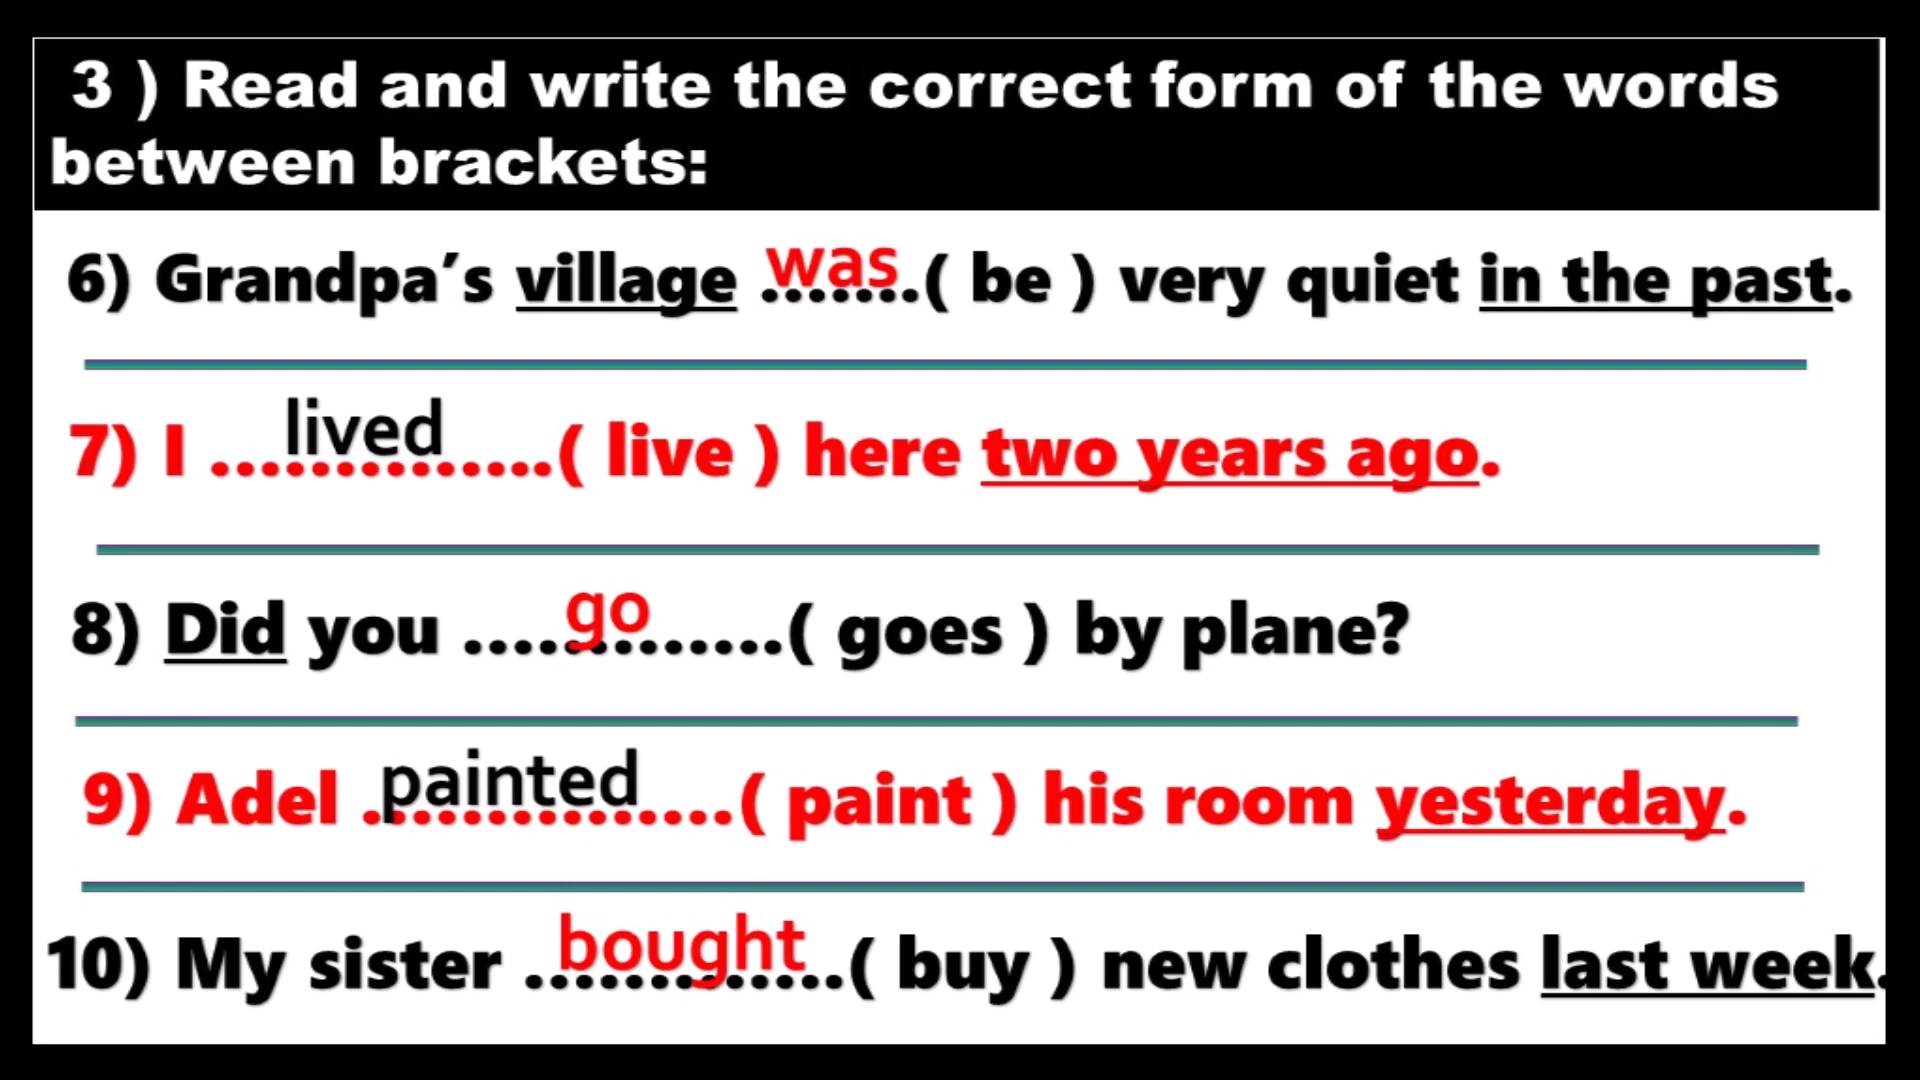 3 ) Read and write the correct form of the words
between brackets:
6) Grandpa’s village was.......( be ) very quiet in the past.
7) I ...lived...........( live ) here two years ago.
8) Did you ....go.........( goes ) by plane?
9) Adel .painted..............( paint ) his room yesterday.
10) My sister .bought............( buy ) new clothes last week.